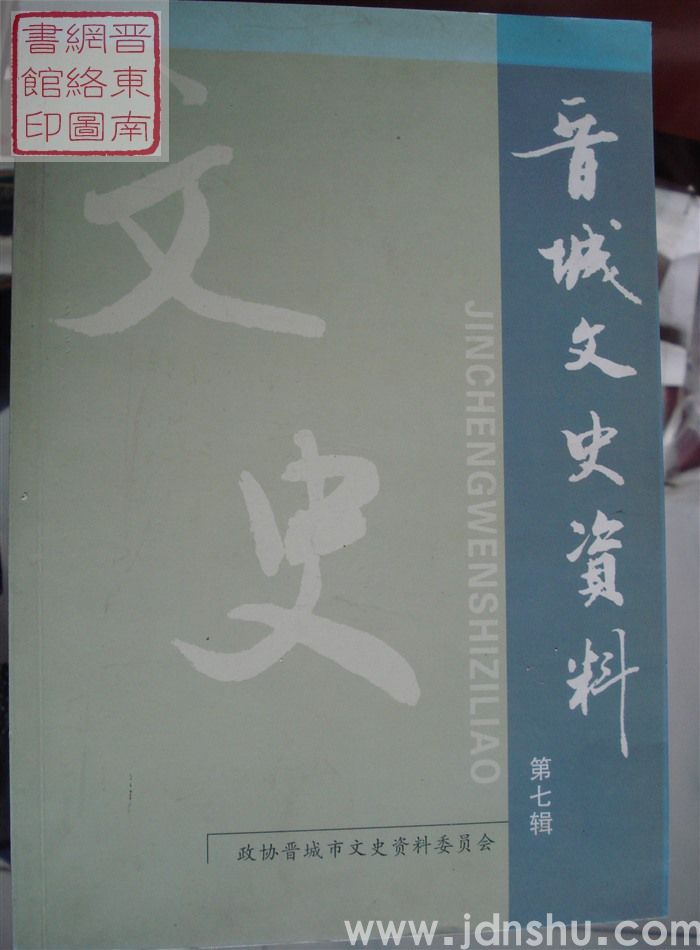 晋東南
網絡圖
書館印
晋城文史資料
第七辑
文史
JINCHENGWENSHIZILIAO
政协晋城市文史资料委员会
www.jdnshu.com